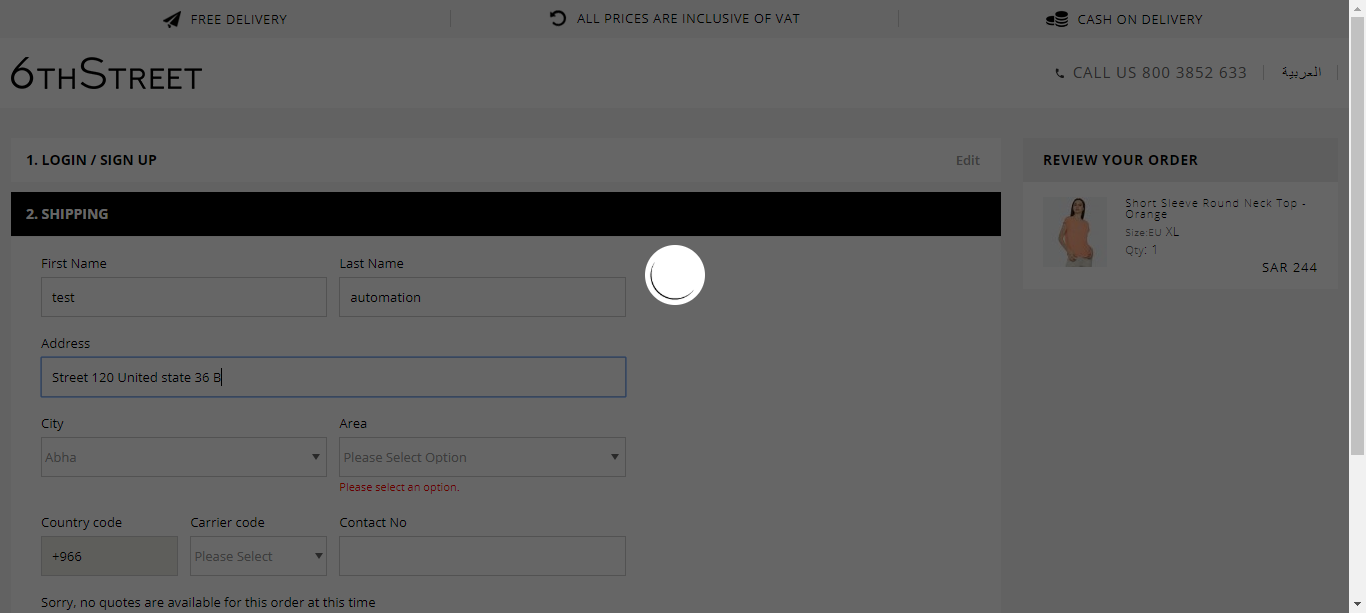 FREE DELIVERY
ALL PRICES ARE INCLUSIVE OF VAT
CASH ON DELIVERY
6THSTREET
CALL US 800 3852 633
العربية
1. LOGIN / SIGN UP
Edit
2. SHIPPING
First Name
Last Name
test
automation
Address
Street 120 United state 36 B
City
Area
Abha
Please Select Option
Please select an option.
Country code
Carrier code
Contact No
+966
Please Select
Sorry, no quotes are available for this order at this time
REVIEW YOUR ORDER
Short Sleeve Round Neck Top -
Orange
Size:EU XL
Qty: 1
SAR 244